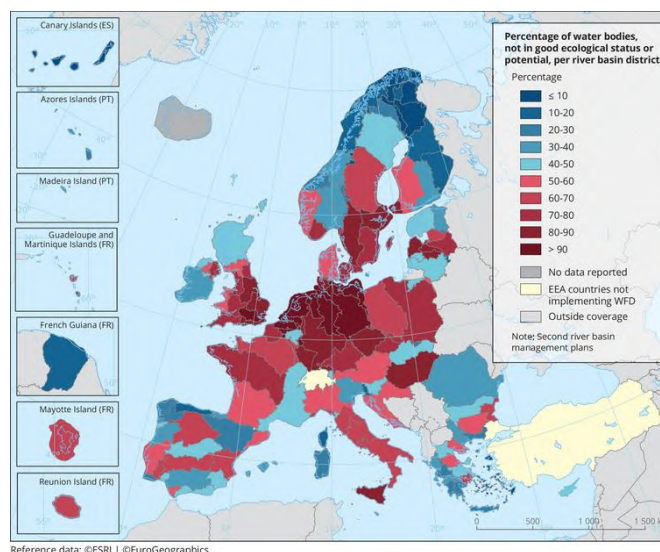 Canary Islands (ES)
Azores Islands (PT)
Madeira Island (PT)
Guadeloupe and
Martinique Islands (FR)
French Guiana (FR)
Mayotte Island (FR)
Reunion Island (FR)
Percentage of water bodies,
not in good ecological status or
potential, per river basin district
Percentage
≤ 10
10-20
20-30
30-40
40-50
50-60
60-70
70-80
80-90
> 90
No data reported
EEA countries not
implementing WFD
Outside coverage
Note: Second river basin
management plans
0 500 1 000 1 500 k
Reference data: ©ESRI | ©EuroGeographics